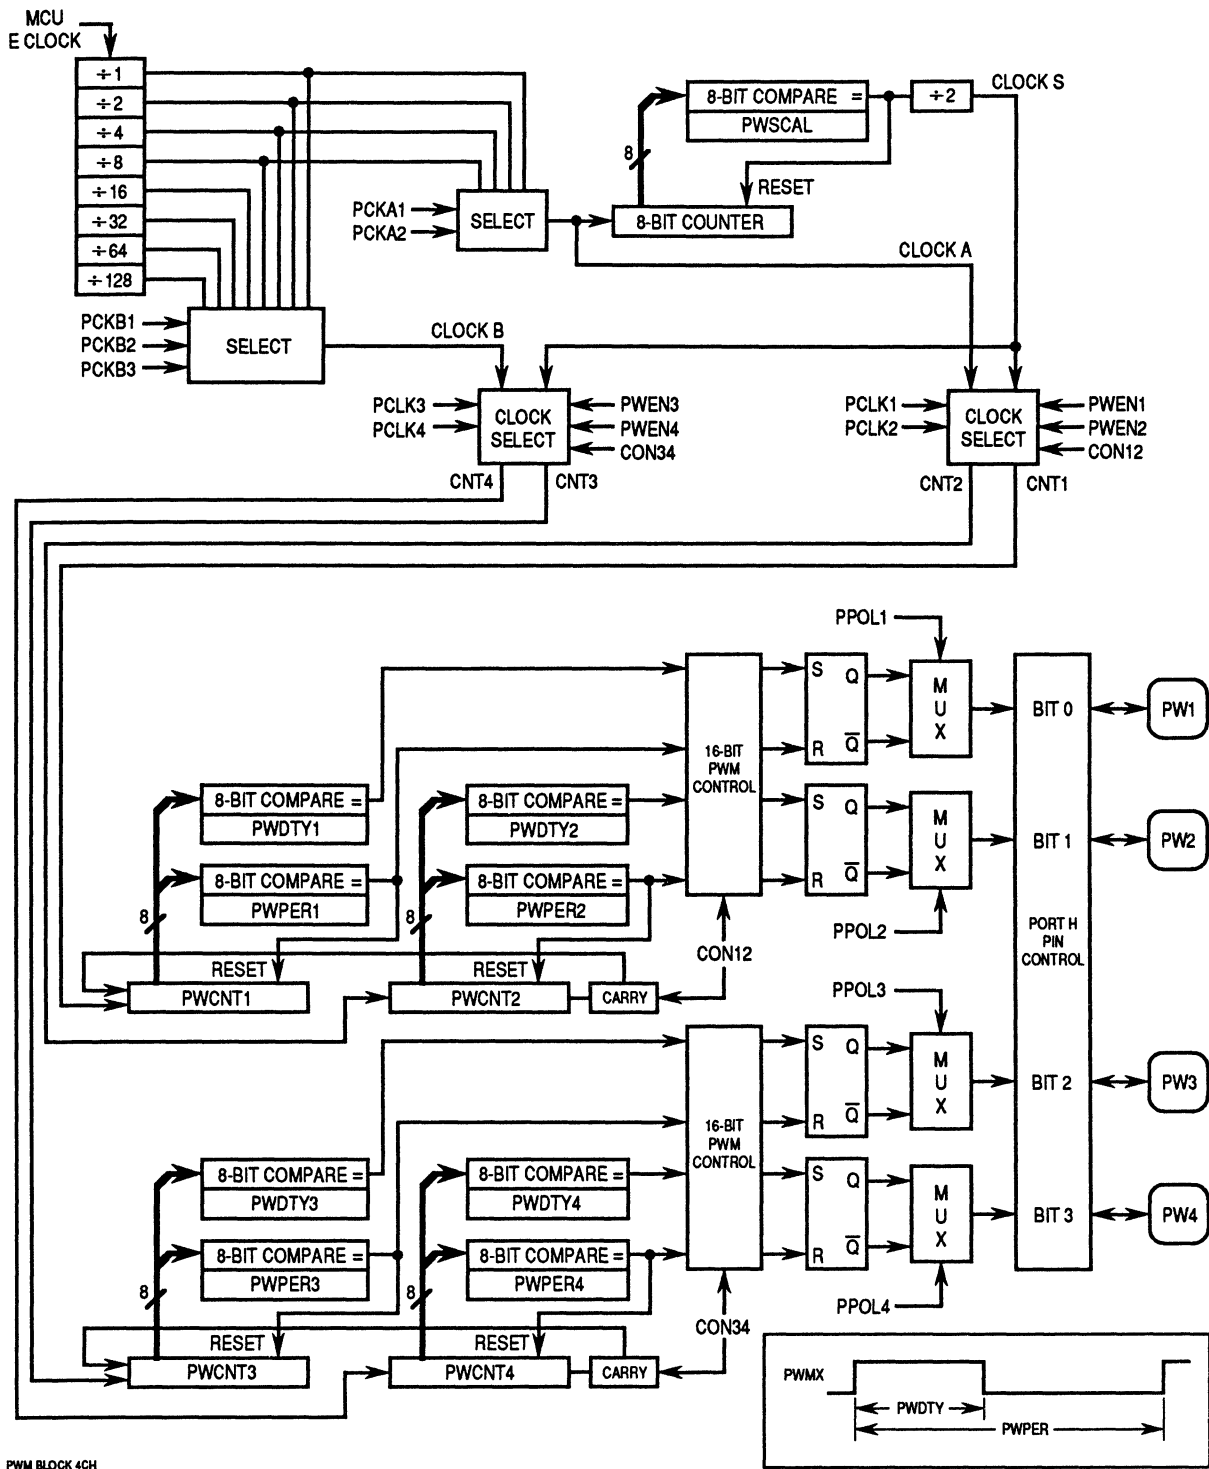 MCU
E CLOCK
÷1
÷2
÷4
÷8
÷16
÷32
÷64
÷128
PCKA1
PCKA2
SELECT
8-BIT COMPARE =
PWSCAL
÷2
CLOCK S
8
RESET
8-BIT COUNTER
CLOCK A
PCKB1
PCKB2
PCKB3
SELECT
CLOCK B
PCLK3
PCLK4
CLOCK
SELECT
PWEN3
PWEN4
CON34
CNT4
CNT3
PCLK1
PCLK2
CLOCK
SELECT
PWEN1
PWEN2
CON12
CNT2
CNT1
8-BIT COMPARE =
PWDTY1
8-BIT COMPARE =
PWPER1
8
RESET
PWCNT1
8-BIT COMPARE =
PWDTY2
8-BIT COMPARE =
PWPER2
8
RESET
PWCNT2
CARRY
CON12
16-BIT
PWM
CONTROL
S Q
R Q̅
S Q
R Q̅
PPOL1
M
U
X
M
U
X
PPOL2
BIT 0
BIT 1
PORT H
PIN
CONTROL
BIT 2
BIT 3
PW1
PW2
PW3
PW4
8-BIT COMPARE =
PWDTY3
8-BIT COMPARE =
PWPER3
8
RESET
PWCNT3
8-BIT COMPARE =
PWDTY4
8-BIT COMPARE =
PWPER4
8
RESET
PWCNT4
CARRY
CON34
16-BIT
PWM
CONTROL
S Q
R Q̅
S Q
R Q̅
PPOL3
M
U
X
M
U
X
PPOL4
PWMX
PWDTY
PWPER
PWM BLOCK 4CH